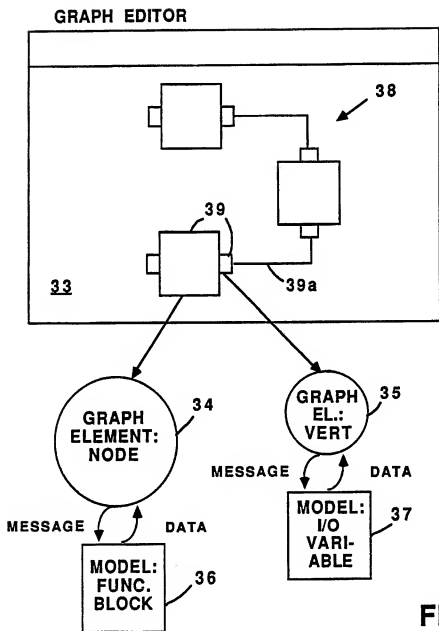 GRAPH EDITOR
38
39
39a
33
34
GRAPH
ELEMENT:
NODE
35
GRAPH
EL.:
VERT
MESSAGE
DATA
MODEL:
FUNC.
BLOCK
36
MESSAGE
DATA
MODEL:
I/O
VARI-
ABLE
37